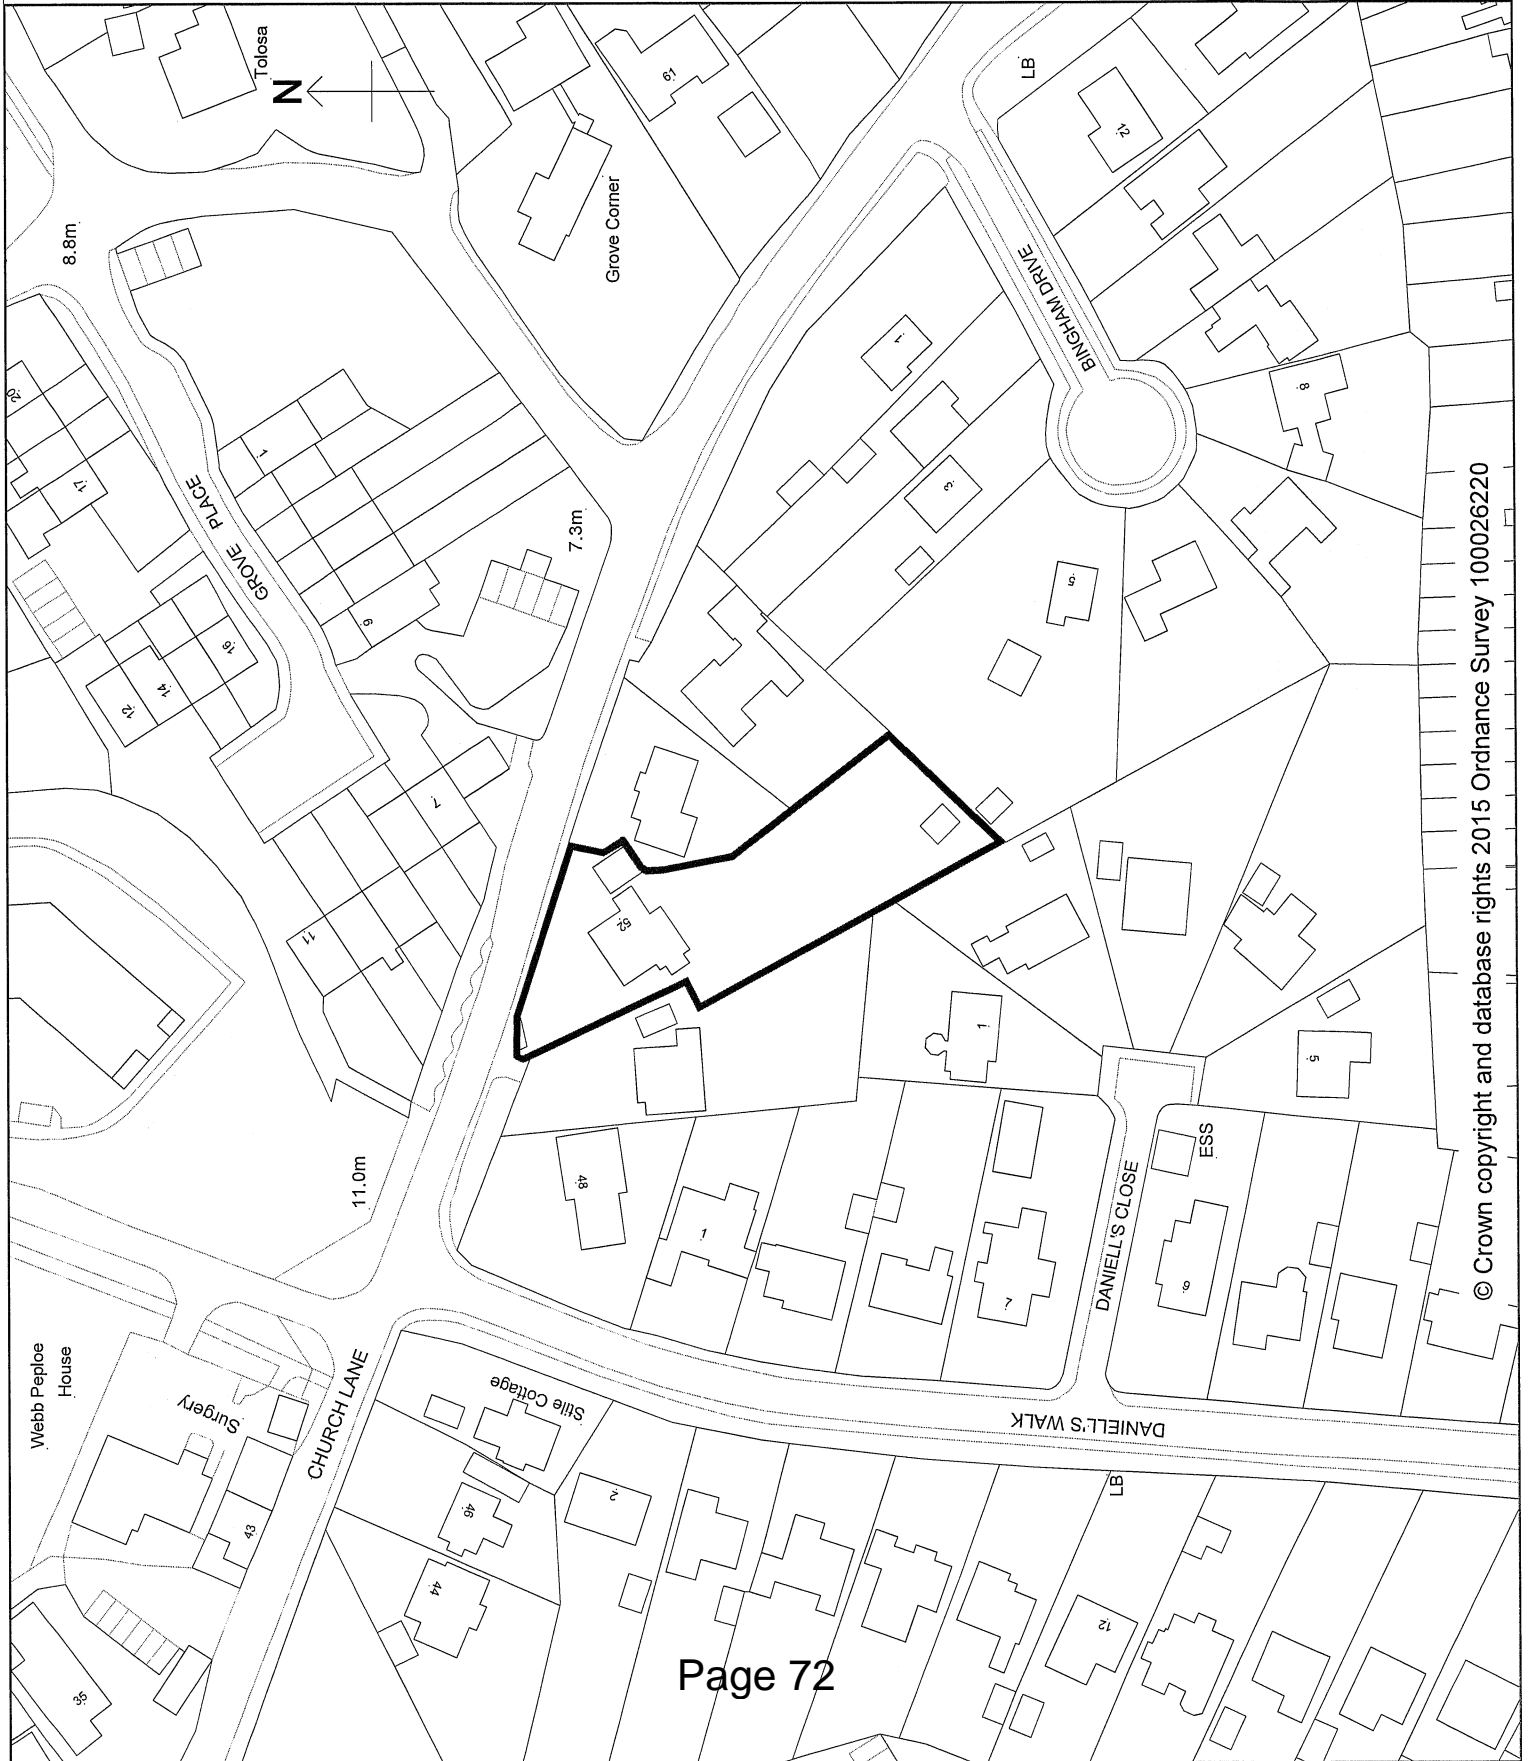 Tolosa
N
61
LB
12
8.8m
Grove Corner
BINGHAM DRIVE
1
20
8
17
1
GROVE PLACE
3
7.3m
5
9
16
14
12
7
52
11
1
5
11.0m
48
ESS
1
DANIELL'S CLOSE
7
6
Webb Peploe
House
Surgery
CHURCH LANE
Stile Cottage
DANIELL'S WALK
LB
2
46
43
44
12
35
Page 72
© Crown copyright and database rights 2015 Ordnance Survey 100026220